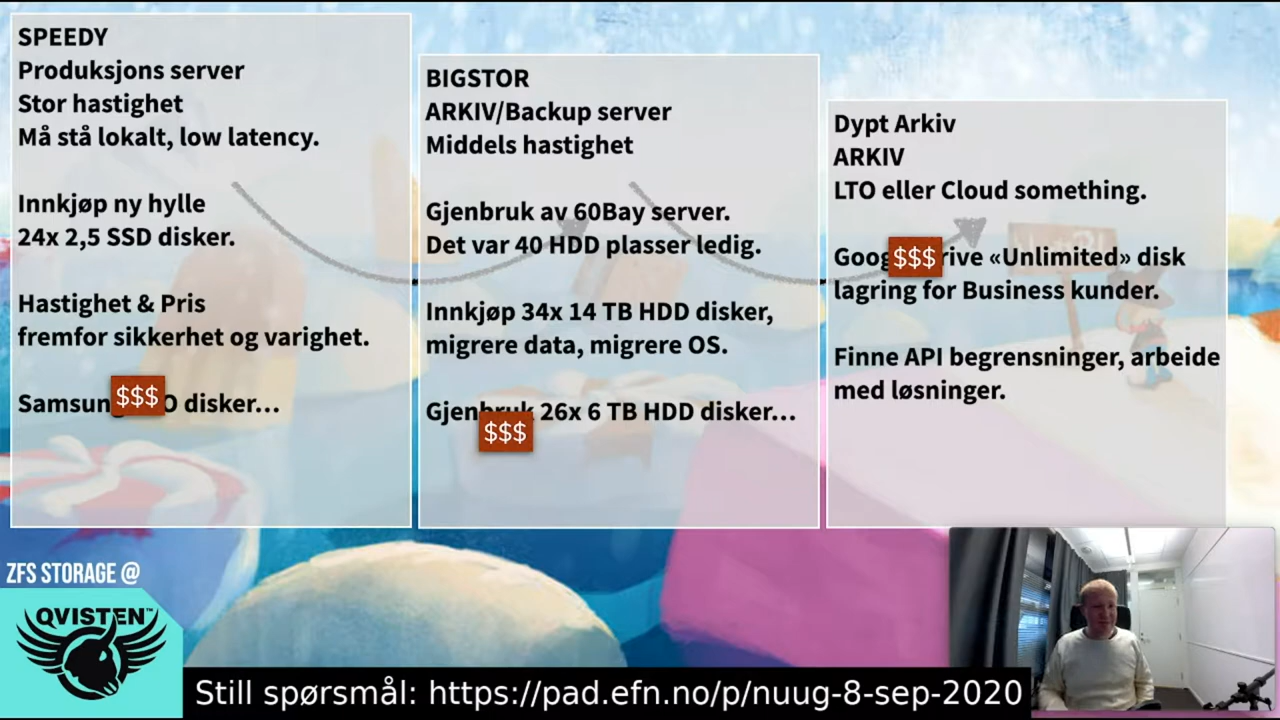 SPEEDY
Produksjons server
Stor hastighet
Må stå lokalt, low latency.
Innkjøp ny hylle
24x 2,5 SSD disker.
Hastighet & Pris
fremfor sikkerhet og varighet.
$$$ disker...
BIGSTOR
ARKIV/Backup server
Middels hastighet
Gjenbruk av 60Bay server.
Det var 40 HDD plasser ledig.
Innkjøp 34x 14 TB HDD disker,
migrere data, migrere OS.
Gjenbruk 26x 6 TB HDD disker...
$$$
Dypt Arkiv
ARKIV
LTO eller Cloud something.
$$$ «Unlimited» disk
lagring for Business kunder.
Finne API begrensninger, arbeide
med løsninger.
ZFS STORAGE @
QVISTEN™
Still spørsmål: https://pad.efn.no/p/nuug-8-sep-2020